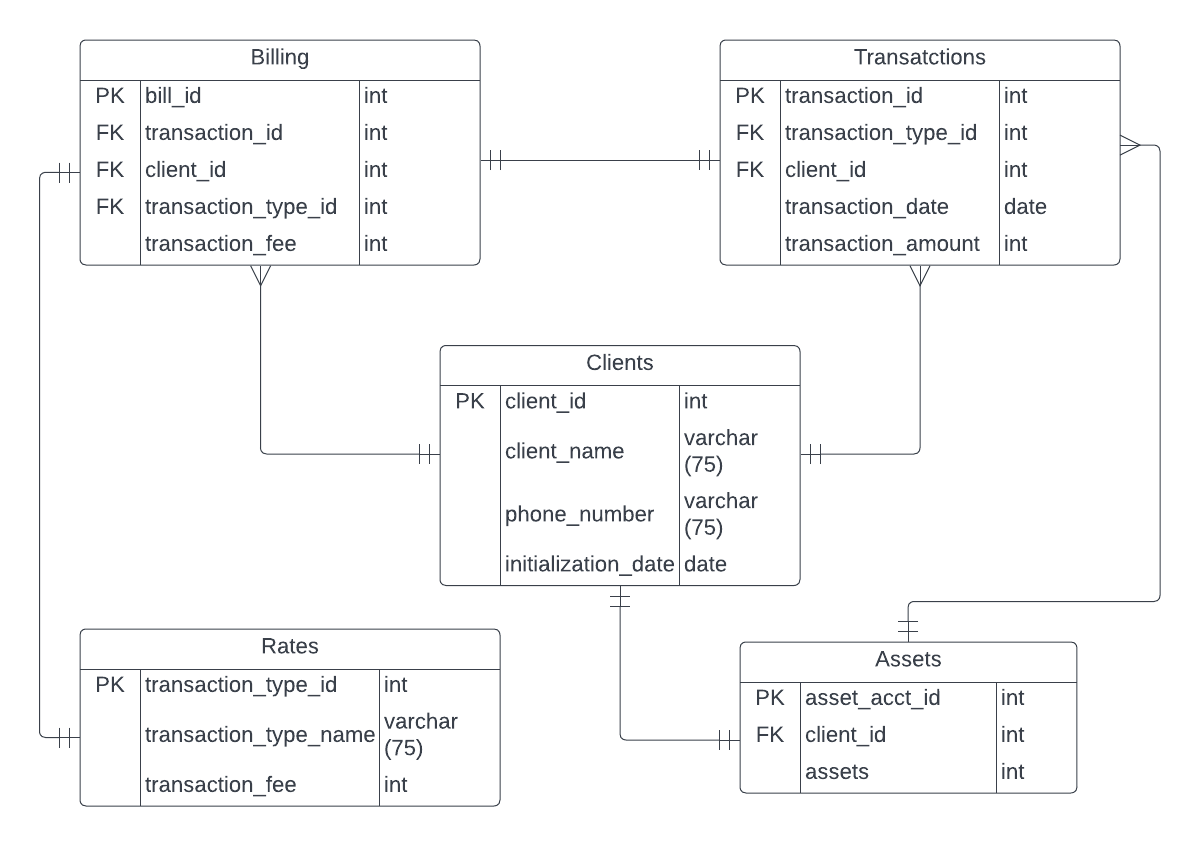 Billing
PK bill_id int
FK transaction_id int
FK client_id int
FK transaction_type_id int
transaction_fee int
Transatctions
PK transaction_id int
FK transaction_type_id int
FK client_id int
transaction_date date
transaction_amount int
Clients
PK client_id int
client_name varchar
(75)
phone_number varchar
(75)
initialization_date date
Rates
PK transaction_type_id int
transaction_type_name varchar
(75)
transaction_fee int
Assets
PK asset_acct_id int
FK client_id int
assets int